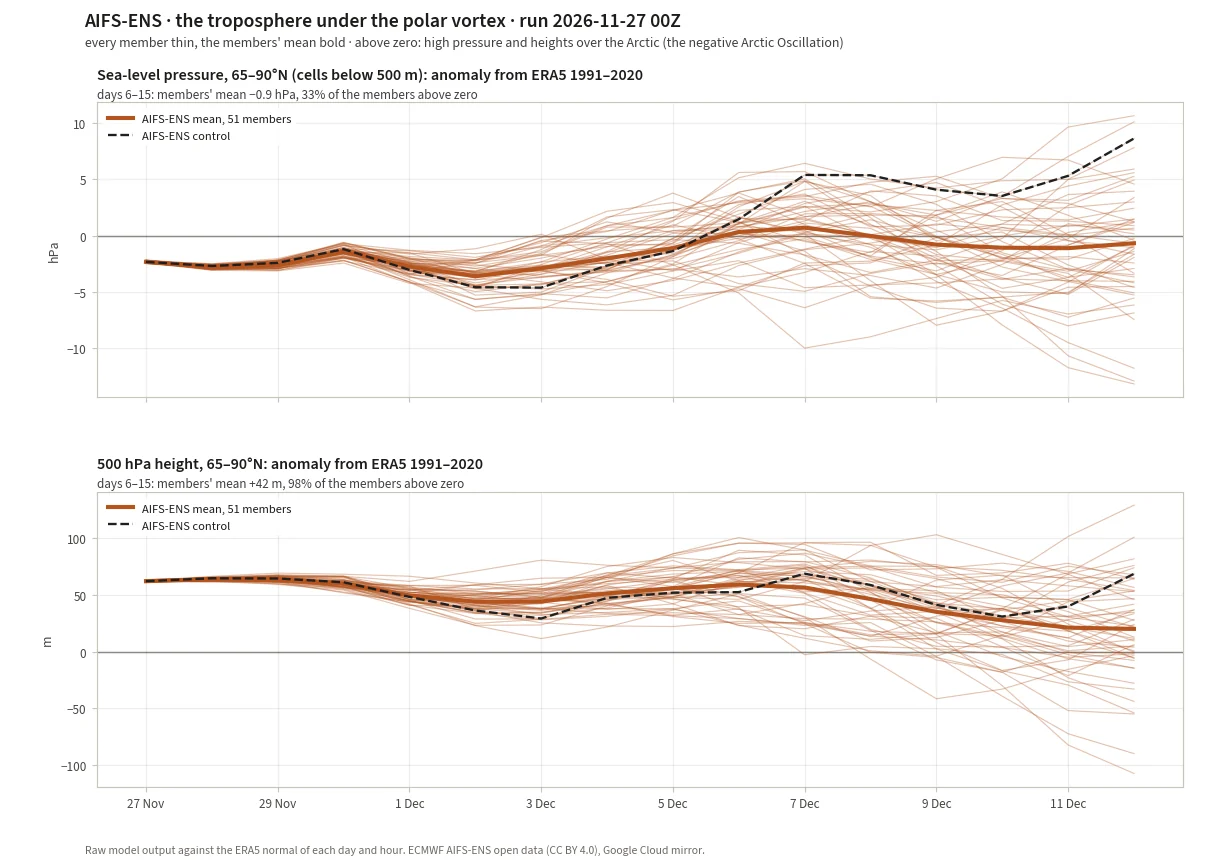 AIFS-ENS · the troposphere under the polar vortex · run 2026-11-27 00Z
every member thin, the members' mean bold · above zero: high pressure and heights over the Arctic (the negative Arctic Oscillation)
Sea-level pressure, 65–90°N (cells below 500 m): anomaly from ERA5 1991–2020
days 6–15: members' mean −0.9 hPa, 33% of the members above zero
AIFS-ENS mean, 51 members
AIFS-ENS control
10
5
0
−5
−10
hPa
500 hPa height, 65–90°N: anomaly from ERA5 1991–2020
days 6–15: members' mean +42 m, 98% of the members above zero
AIFS-ENS mean, 51 members
AIFS-ENS control
100
50
0
−50
−100
m
27 Nov 29 Nov 1 Dec 3 Dec 5 Dec 7 Dec 9 Dec 11 Dec
Raw model output against the ERA5 normal of each day and hour. ECMWF AIFS-ENS open data (CC BY 4.0), Google Cloud mirror.